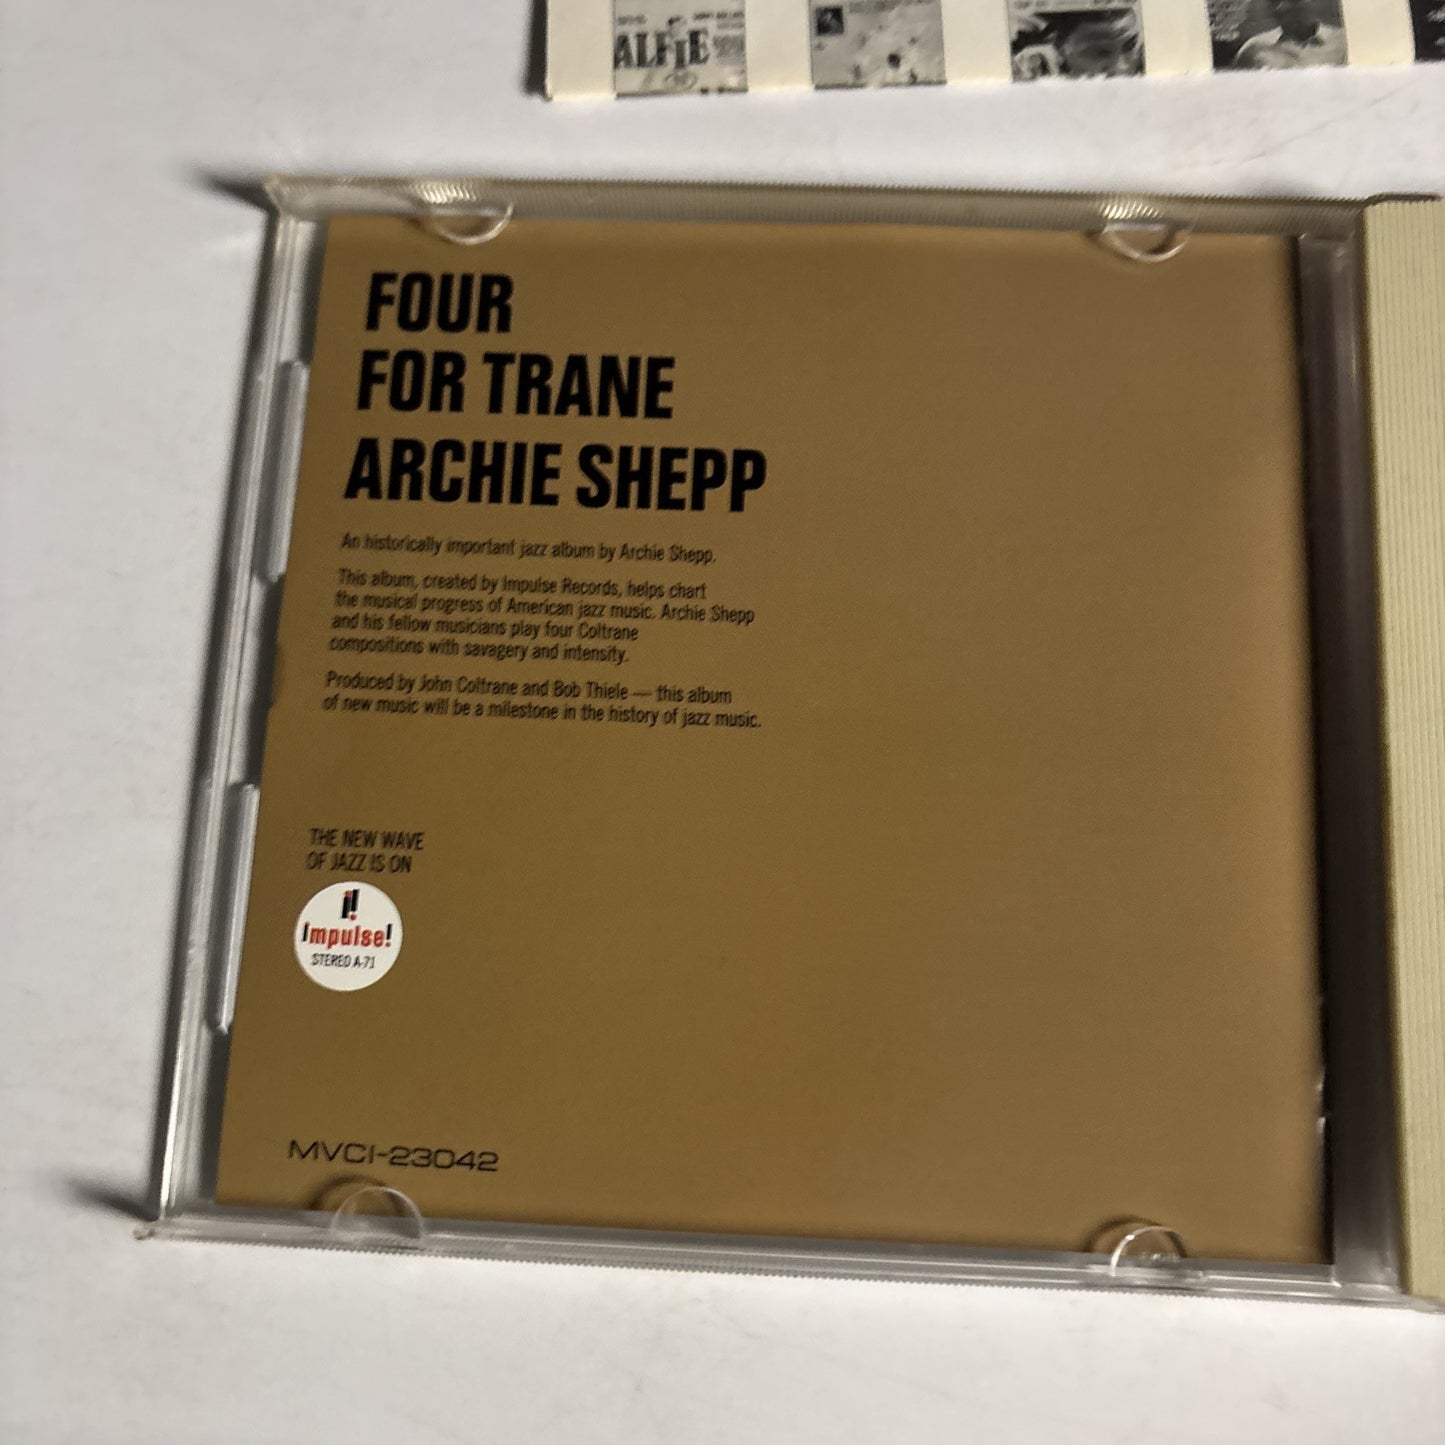 ALFIE
FOUR
FOR TRANE
ARCHIE SHEPP
An historically important jazz album by Archie Shepp.
This album, created by Impulse Records, helps chart
the musical progress of American jazz music. Archie Shepp
and his fellow musicians play four Coltrane
compositions with savagery and intensity.
Produced by John Coltrane and Bob Thiele — this album
of new music will be a milestone in the history of jazz music.
THE NEW WAVE
OF JAZZ IS ON
i!
impulse!
STEREO A-71
MVCI-23042